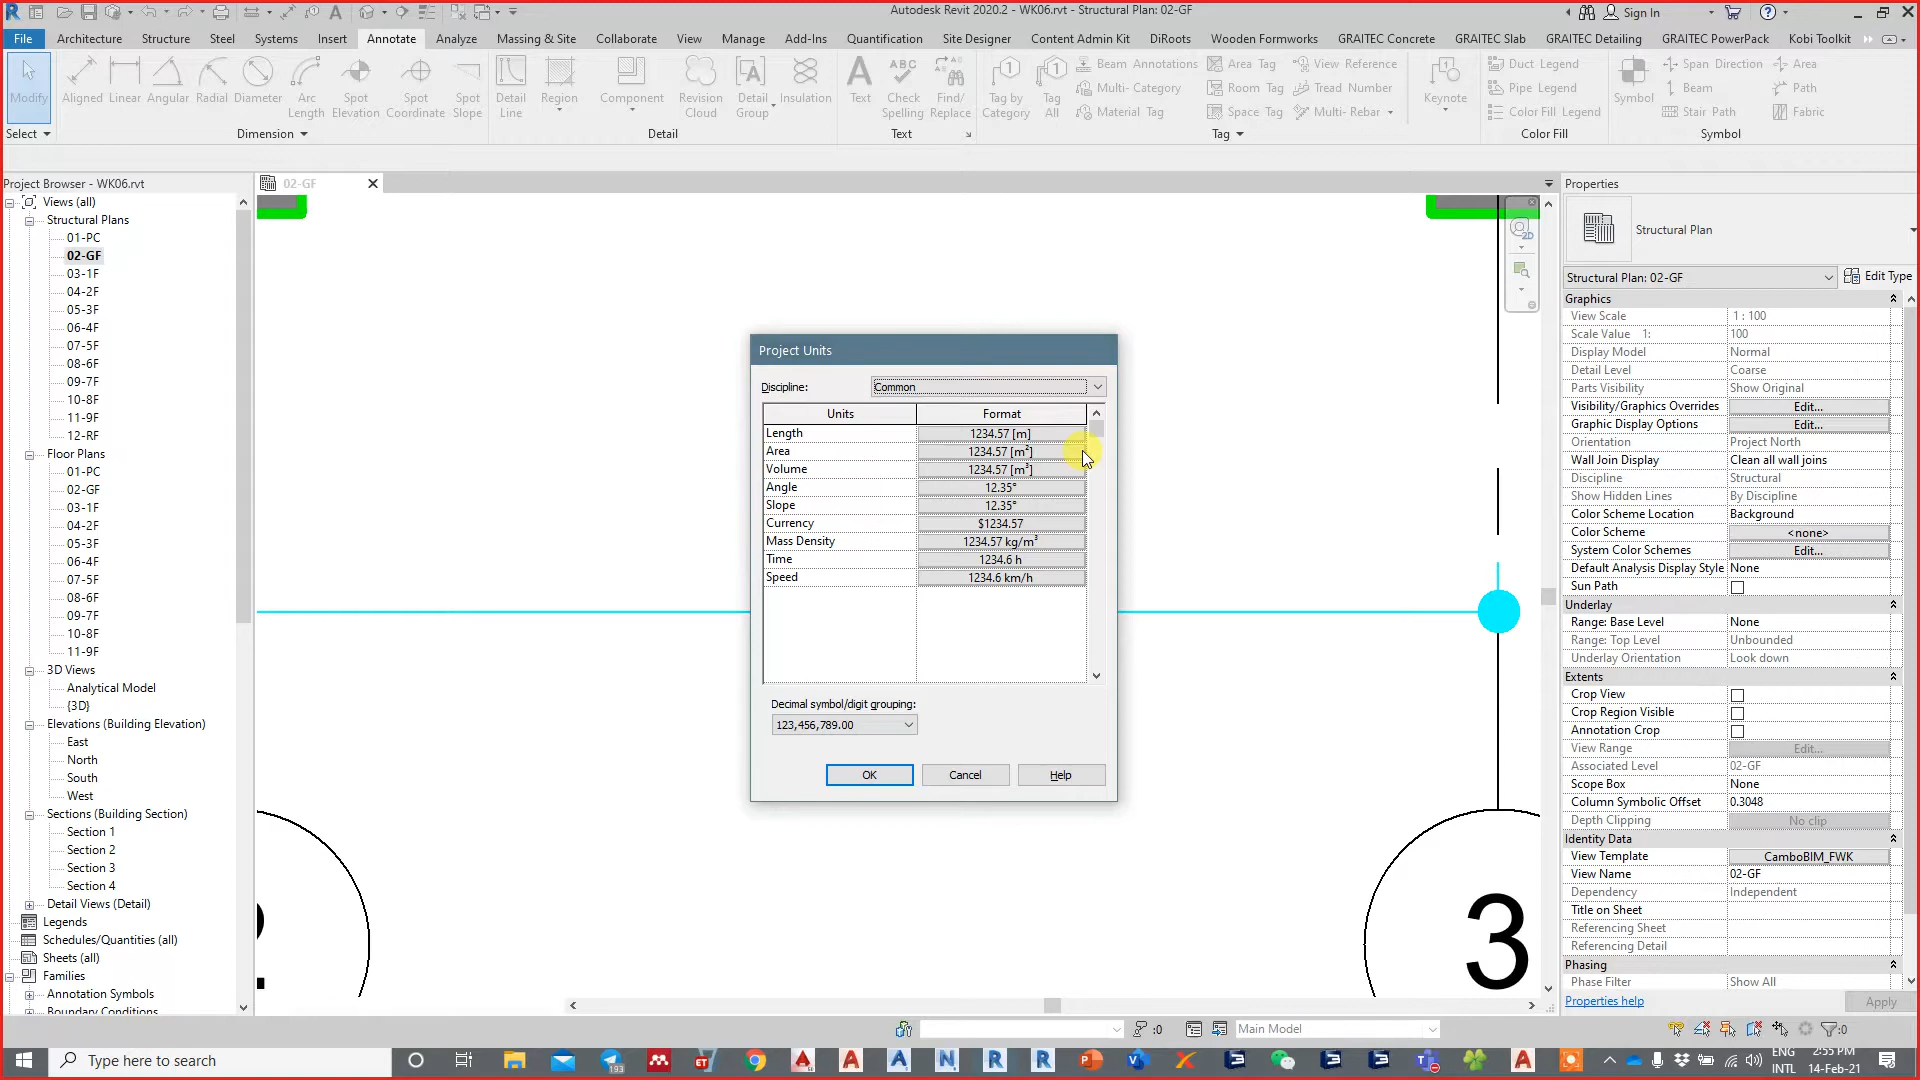 Autodesk Revit 2020.2 - WK06.rvt - Structural Plan: 02-GF
Sign In
File Architecture Structure Steel Systems Insert Annotate Analyze Massing & Site Collaborate View Manage Add-Ins Quantification Site Designer Content Admin Kit DiRoots Wooden Formworks GRAITEC Concrete GRAITEC Slab GRAITEC Detailing GRAITEC PowerPack Kobi Toolkit
Modify
Aligned Linear Angular Radial Diameter Arc Length Spot Elevation Spot Coordinate Spot Slope
Detail Line Region Component Revision Cloud Detail Group Insulation
Text Check Spelling Find/ Replace
Tag by Category Tag All
Beam Annotations Area Tag View Reference
Multi- Category Room Tag Tread Number
Material Tag Space Tag Multi- Rebar
Keynote
Duct Legend
Pipe Legend
Color Fill Legend
Symbol
Span Direction Area
Beam Path
Stair Path Fabric
Select Dimension Detail Text Tag Color Fill Symbol
Project Browser - WK06.rvt
Views (all)
Structural Plans
01-PC
02-GF
03-1F
04-2F
05-3F
06-4F
07-5F
08-6F
09-7F
10-8F
11-9F
12-RF
Floor Plans
01-PC
02-GF
03-1F
04-2F
05-3F
06-4F
07-5F
08-6F
09-7F
10-8F
11-9F
3D Views
Analytical Model
{3D}
Elevations (Building Elevation)
East
North
South
West
Sections (Building Section)
Section 1
Section 2
Section 3
Section 4
Detail Views (Detail)
Legends
Schedules/Quantities (all)
Sheets (all)
Families
Annotation Symbols
Boundary Conditions
02-GF
2D
3
Project Units
Discipline: Common
Units Format
Length 1234.57 [m]
Area 1234.57 [m²]
Volume 1234.57 [m³]
Angle 12.35°
Slope 12.35°
Currency $1234.57
Mass Density 1234.57 kg/m³
Time 1234.6 h
Speed 1234.6 km/h
Decimal symbol/digit grouping:
123,456,789.00
OK Cancel Help
Properties
Structural Plan
Structural Plan: 02-GF Edit Type
Graphics
View Scale 1 : 100
Scale Value 1: 100
Display Model Normal
Detail Level Coarse
Parts Visibility Show Original
Visibility/Graphics Overrides Edit...
Graphic Display Options Edit...
Orientation Project North
Wall Join Display Clean all wall joins
Discipline Structural
Show Hidden Lines By Discipline
Color Scheme Location Background
Color Scheme <none>
System Color Schemes Edit...
Default Analysis Display Style None
Sun Path
Underlay
Range: Base Level None
Range: Top Level Unbounded
Underlay Orientation Look down
Extents
Crop View
Crop Region Visible
Annotation Crop
View Range Edit...
Associated Level 02-GF
Scope Box None
Column Symbolic Offset 0.3048
Depth Clipping No clip
Identity Data
View Template CamboBIM_FWK
View Name 02-GF
Dependency Independent
Title on Sheet
Referencing Sheet
Referencing Detail
Phasing
Phase Filter Show All
Properties help Apply
:0 Main Model :0
Type here to search
193
ENG
INTL
2:55 PM
14-Feb-21